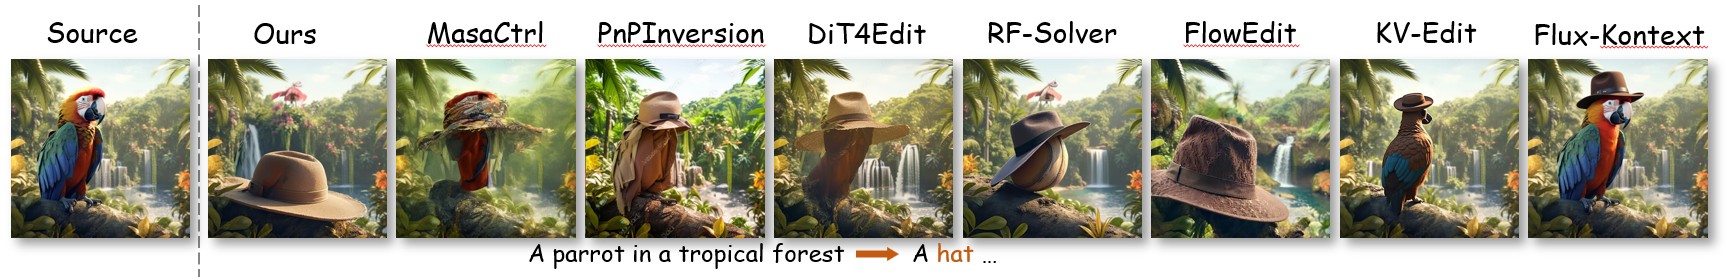 Source
Ours
MasaCtrl
PnPInversion
DiT4Edit
RF-Solver
FlowEdit
KV-Edit
Flux-Kontext
A parrot in a tropical forest → A hat ...